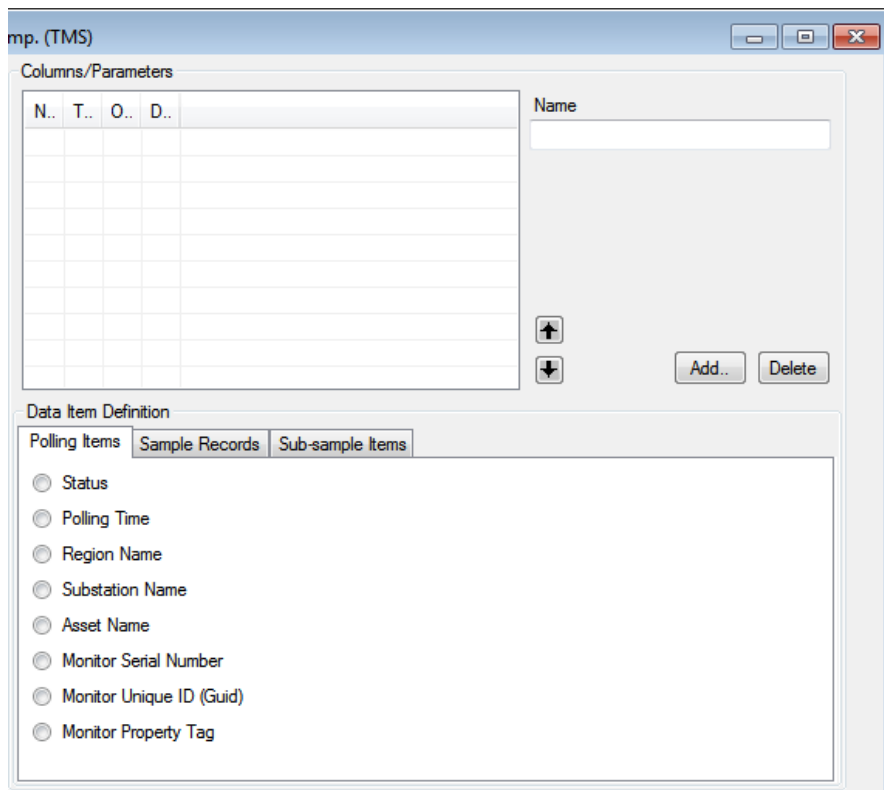 mp. (TMS)
Columns/Parameters
N.. T.. O.. D..
Name
Add.. Delete
Data Item Definition
Polling Items Sample Records Sub-sample Items
Status
Polling Time
Region Name
Substation Name
Asset Name
Monitor Serial Number
Monitor Unique ID (Guid)
Monitor Property Tag